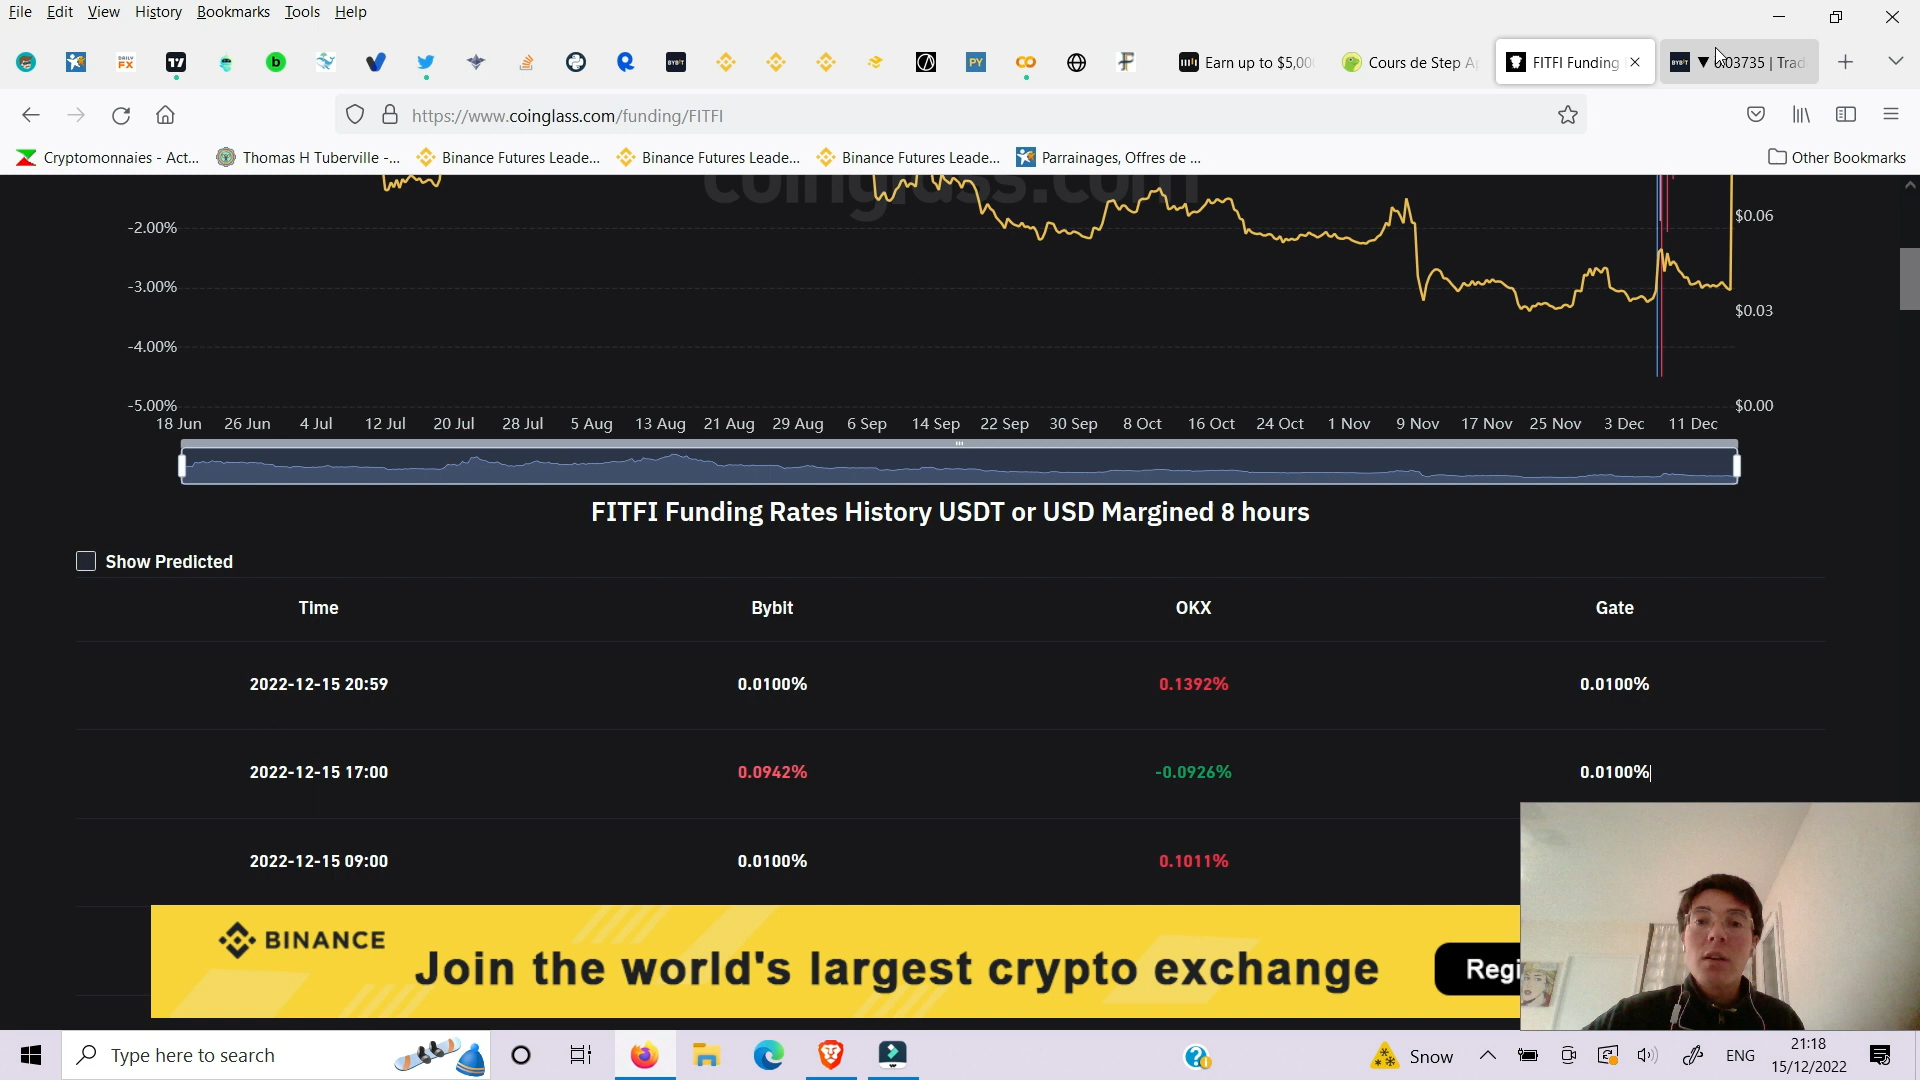 File Edit View History Bookmarks Tools Help
Earn up to $5,00
Cours de Step A
FITFI Funding
▼ 0.03735 | Trad
https://www.coinglass.com/funding/FITFI
Cryptomonnaies - Act...
Thomas H Tuberville -...
Binance Futures Leade...
Binance Futures Leade...
Binance Futures Leade...
Parrainages, Offres de ...
Other Bookmarks
coinglass.com
-2.00%
$0.06
-3.00%
$0.03
-4.00%
-5.00%
$0.00
18 Jun 26 Jun 4 Jul 12 Jul 20 Jul 28 Jul 5 Aug 13 Aug 21 Aug 29 Aug 6 Sep 14 Sep 22 Sep 30 Sep 8 Oct 16 Oct 24 Oct 1 Nov 9 Nov 17 Nov 25 Nov 3 Dec 11 Dec
FITFI Funding Rates History USDT or USD Margined 8 hours
Show Predicted
Time Bybit OKX Gate
2022-12-15 20:59 0.0100% 0.1392% 0.0100%
2022-12-15 17:00 0.0942% -0.0926% 0.0100%
2022-12-15 09:00 0.0100% 0.1011%
BINANCE
Join the world's largest crypto exchange
Regi
Type here to search
Snow
ENG
21:18
15/12/2022